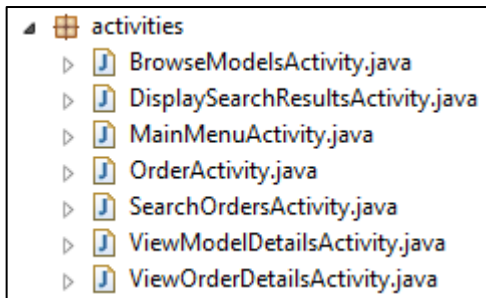 activities
BrowseModelsActivity.java
DisplaySearchResultsActivity.java
MainMenuActivity.java
OrderActivity.java
SearchOrdersActivity.java
ViewModelDetailsActivity.java
ViewOrderDetailsActivity.java